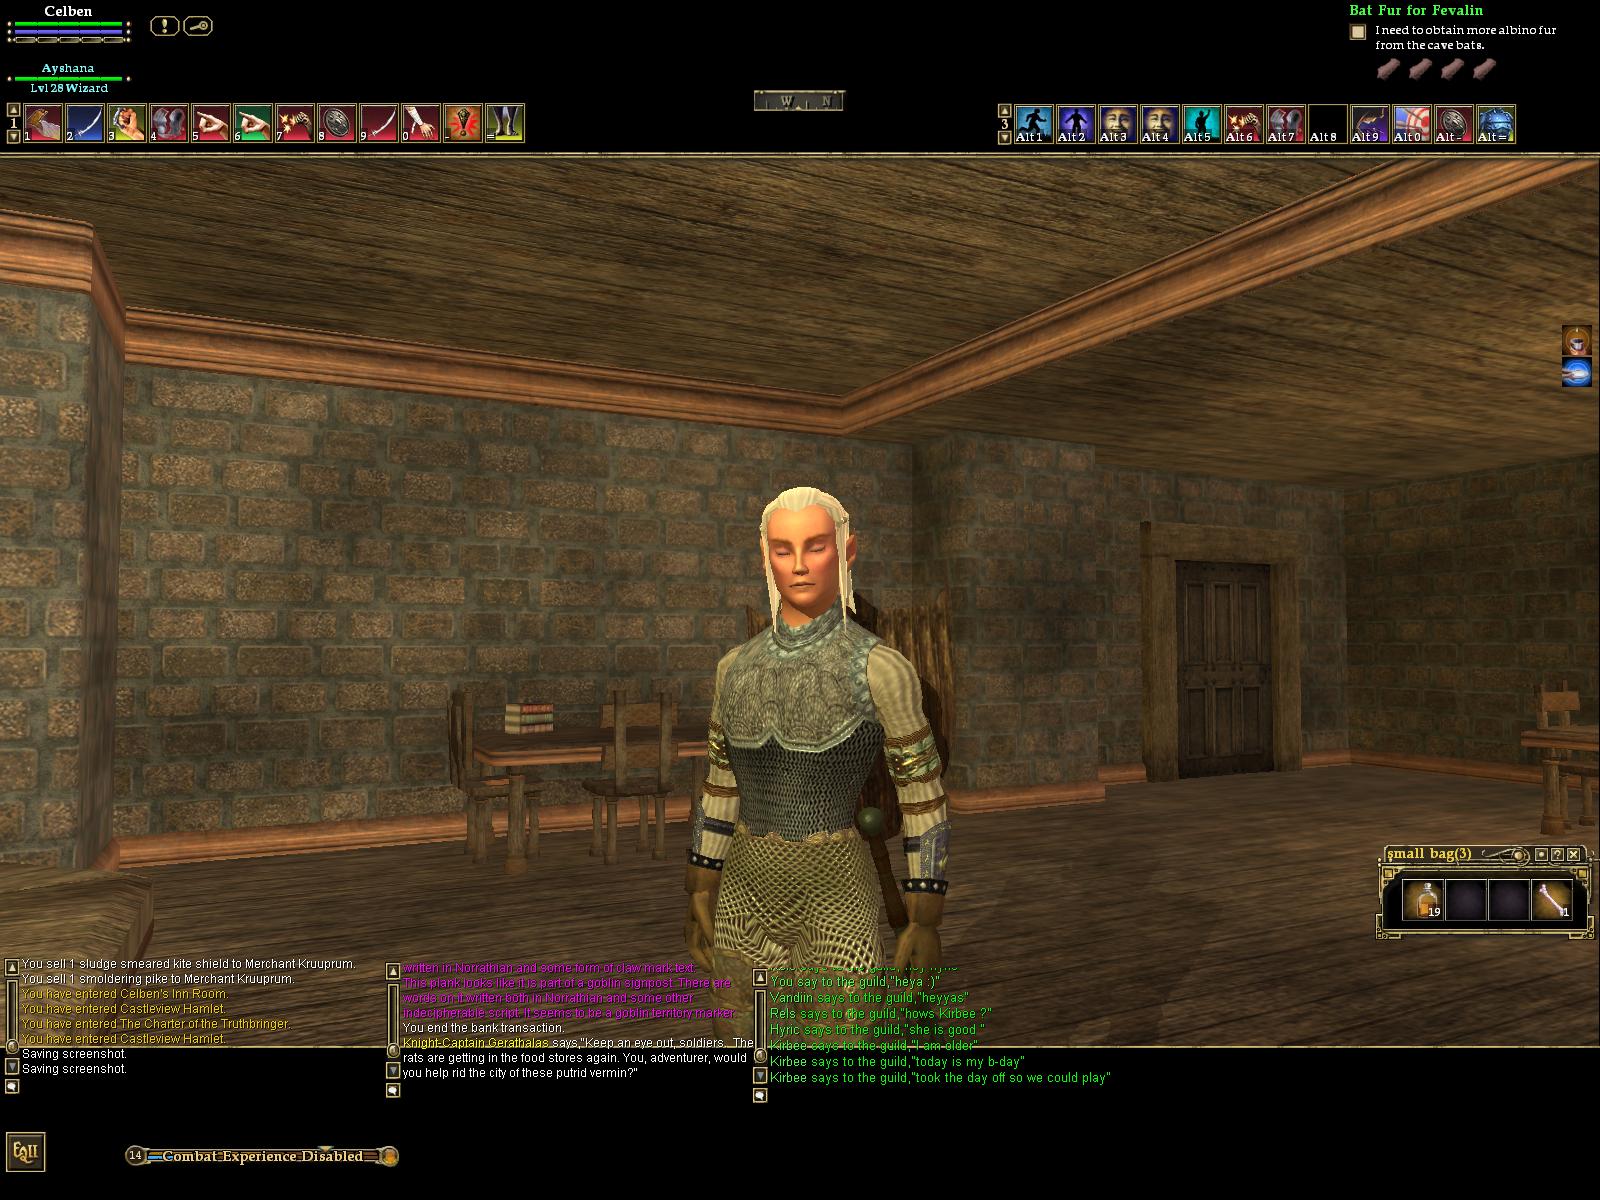 Celben
Ayshana
Lvl 28 Wizard
Bat Fur for Fevalin
I need to obtain more albino fur
from the cave bats.
W N
1
1 2 3 4 5 6 7 8 9 0 - =
3
Alt1 Alt2 Alt3 Alt4 Alt5 Alt6 Alt7 Alt8 Alt9 Alt0 Alt- Alt=
small bag(3)
19 1
You sell 1 sludge smeared kite shield to Merchant Kruuprum.
You sell 1 smoldering pike to Merchant Kruuprum.
You have entered Celben's Inn Room.
You have entered Castleview Hamlet.
You have entered The Charter of the Truthbringer.
You have entered Castleview Hamlet.
Saving screenshot.
Saving screenshot.
written in Norrathian and some form of claw mark text.
This plank looks like it is part of a goblin signpost. There are
words on it written both in Norrathian and some other
indecipherable script. It seems to be a goblin territory marker
You end the bank transaction.
Knight-Captain Gerathalas says,"Keep an eye out, soldiers. The
rats are getting in the food stores again. You, adventurer, would
you help rid the city of these putrid vermin?"
You say to the guild,"heya :)"
Vandiin says to the guild,"heyyas"
Rels says to the guild,"hows Kirbee ?"
Hyric says to the guild,"she is good "
Kirbee says to the guild,"I am older"
Kirbee says to the guild,"today is my b-day"
Kirbee says to the guild,"took the day off so we could play"
EQII
14 Combat Experience Disabled